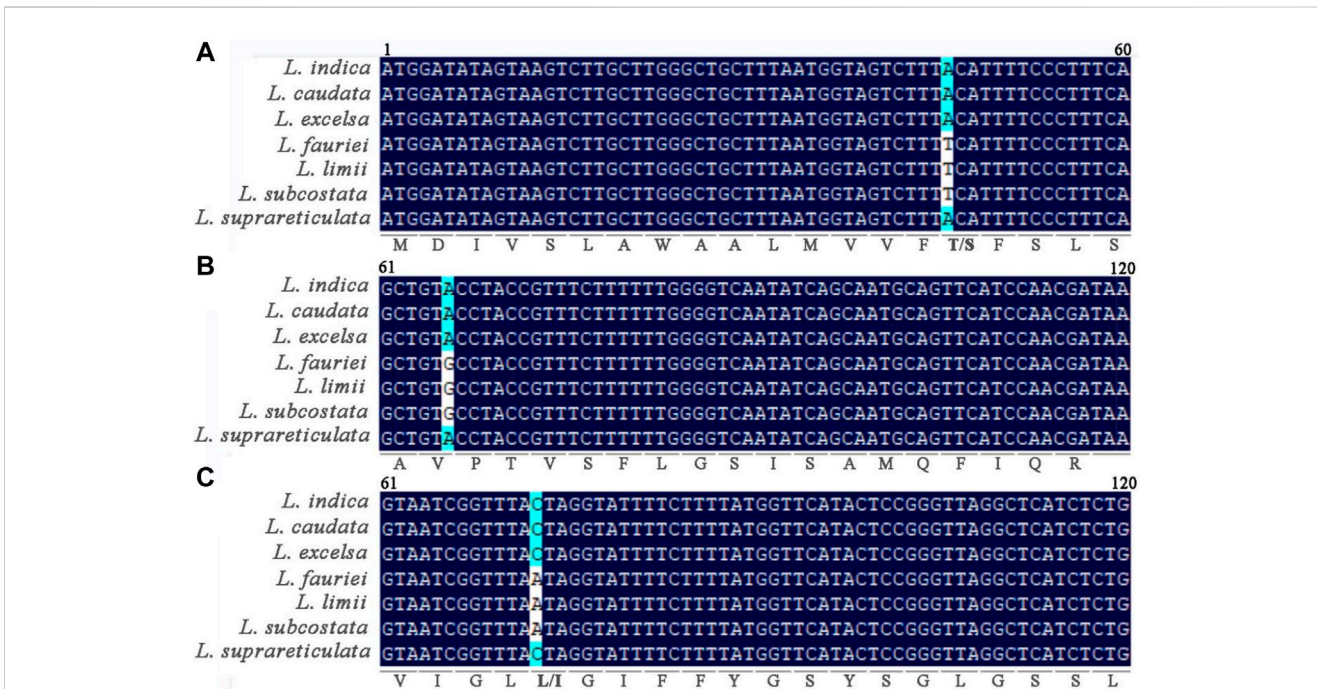 A
1 60
L. indica ATGGATATAGTAAGTCTTGCTTGGGCTGCTTTAATGGTAGTCTTTACATTTTCCCTTTCA
L. caudata ATGGATATAGTAAGTCTTGCTTGGGCTGCTTTAATGGTAGTCTTTACATTTTCCCTTTCA
L. excelsa ATGGATATAGTAAGTCTTGCTTGGGCTGCTTTAATGGTAGTCTTTACATTTTCCCTTTCA
L. fauriei ATGGATATAGTAAGTCTTGCTTGGGCTGCTTTAATGGTAGTCTTTTCATTTTCCCTTTCA
L. limii ATGGATATAGTAAGTCTTGCTTGGGCTGCTTTAATGGTAGTCTTTTCATTTTCCCTTTCA
L. subcostata ATGGATATAGTAAGTCTTGCTTGGGCTGCTTTAATGGTAGTCTTTTCATTTTCCCTTTCA
L. suprareticulata ATGGATATAGTAAGTCTTGCTTGGGCTGCTTTAATGGTAGTCTTTACATTTTCCCTTTCA
M D I V S L A W A A L M V V F T/S F S L S
B
61 120
L. indica GCTGTACCTACCGTTTCTTTTTTGGGGTCAATATCAGCAATGCAGTTCATCCAACGATAA
L. caudata GCTGTACCTACCGTTTCTTTTTTGGGGTCAATATCAGCAATGCAGTTCATCCAACGATAA
L. excelsa GCTGTACCTACCGTTTCTTTTTTGGGGTCAATATCAGCAATGCAGTTCATCCAACGATAA
L. fauriei GCTGTGCCTACCGTTTCTTTTTTGGGGTCAATATCAGCAATGCAGTTCATCCAACGATAA
L. limii GCTGTGCCTACCGTTTCTTTTTTGGGGTCAATATCAGCAATGCAGTTCATCCAACGATAA
L. subcostata GCTGTGCCTACCGTTTCTTTTTTGGGGTCAATATCAGCAATGCAGTTCATCCAACGATAA
L. suprareticulata GCTGTACCTACCGTTTCTTTTTTGGGGTCAATATCAGCAATGCAGTTCATCCAACGATAA
A V P T V S F L G S I S A M Q F I Q R
C
61 120
L. indica GTAATCGGTTTACTAGGTATTTTCTTTTATGGTTCATACTCCGGGTTAGGCTCATCTCTG
L. caudata GTAATCGGTTTACTAGGTATTTTCTTTTATGGTTCATACTCCGGGTTAGGCTCATCTCTG
L. excelsa GTAATCGGTTTACTAGGTATTTTCTTTTATGGTTCATACTCCGGGTTAGGCTCATCTCTG
L. fauriei GTAATCGGTTTAATAGGTATTTTCTTTTATGGTTCATACTCCGGGTTAGGCTCATCTCTG
L. limii GTAATCGGTTTAATAGGTATTTTCTTTTATGGTTCATACTCCGGGTTAGGCTCATCTCTG
L. subcostata GTAATCGGTTTAATAGGTATTTTCTTTTATGGTTCATACTCCGGGTTAGGCTCATCTCTG
L. suprareticulata GTAATCGGTTTACTAGGTATTTTCTTTTATGGTTCATACTCCGGGTTAGGCTCATCTCTG
V I G L L/I G I F F Y G S Y S G L G S S L